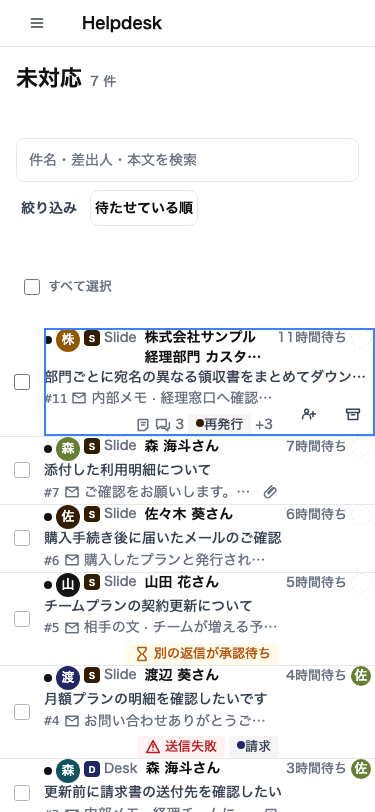 Helpdesk
未対応 7 件
件名・差出人・本文を検索
絞り込み 待たせている順
すべて選択
株 S Slide 株式会社サンプル 11時間待ち
経理部門 カスタ…
部門ごとに宛名の異なる領収書をまとめてダウン…
#11 内部メモ・経理窓口へ確認…
3 再発行 +3
森 S Slide 森 海斗さん 7時間待ち
添付した利用明細について
#7 ご確認をお願いします。…
佐 S Slide 佐々木 葵さん 6時間待ち
購入手続き後に届いたメールのご確認
#6 購入したプランと発行され…
山 S Slide 山田 花さん 5時間待ち
チームプランの契約更新について
#5 相手の文・チームが増える予…
別の返信が承認待ち
渡 S Slide 渡辺 葵さん 4時間待ち 佐
月額プランの明細を確認したいです
#4 お問い合わせありがとうご…
送信失敗 請求
森 D Desk 森 海斗さん 3時間待ち 佐
更新前に請求書の送付先を確認したい